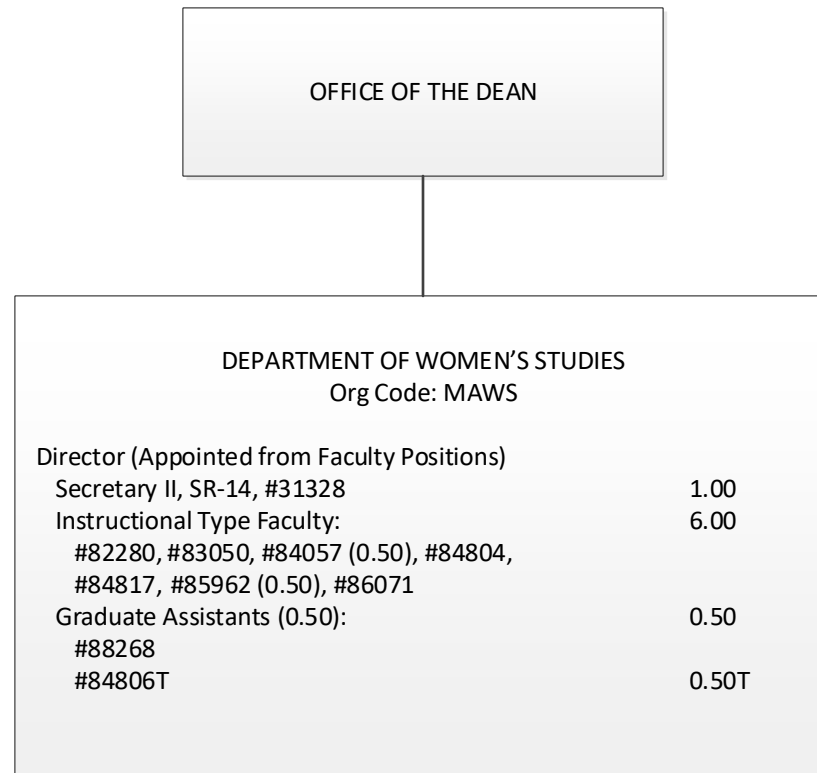 OFFICE OF THE DEAN
DEPARTMENT OF WOMEN’S STUDIES
Org Code: MAWS
Director (Appointed from Faculty Positions)
Secretary II, SR-14, #31328 1.00
Instructional Type Faculty: 6.00
#82280, #83050, #84057 (0.50), #84804,
#84817, #85962 (0.50), #86071
Graduate Assistants (0.50): 0.50
#88268
#84806T 0.50T